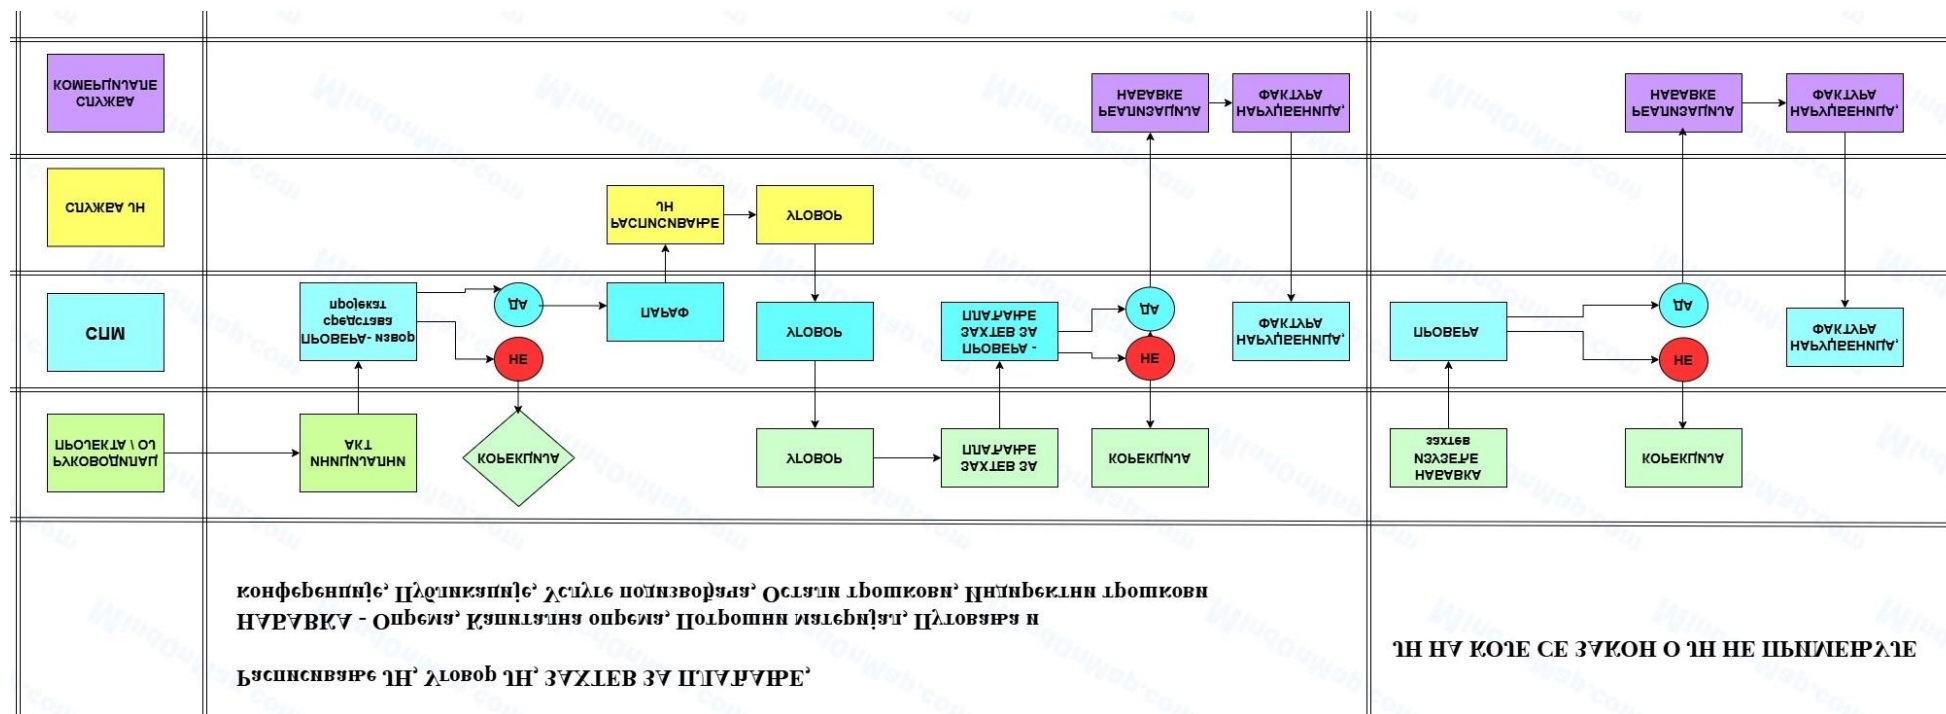 Расписивање ЈН, Уговор ЈН, ЗАХТЕВ ЗА ПЛАЋАЊЕ,
НАБАВКА - Опрема, Капитална опрема, Потрошни материјал, Путовања и
конференције, Публикације, Услуге подизвођача, Остали трошкови, Индиректни трошкови
ЈН НА КОЈЕ СЕ ЗАКОН О ЈН НЕ ПРИМЕЊУЈЕ
РУКОВОДИЛАЦ
ПРОЈЕКТА / ОЈ
ИНИЦИЈАЛНИ
АКТ
КОРЕКЦИЈА
УГОВОР
ЗАХТЕВ ЗА
ПЛАЋАЊЕ
КОРЕКЦИЈА
НАБАВКА
ИЗУЗЕЋЕ
захтев
КОРЕКЦИЈА
СПМ
ПРОВЕРА- извор
средстава
пројекат
НЕ
ДА
ПАРАФ
УГОВОР
ПРОВЕРА -
ЗАХТЕВ ЗА
ПЛАЋАЊЕ
НЕ
ДА
НАРУЏБЕНИЦА,
ФАКТУРА
ПРОВЕРА
НЕ
ДА
НАРУЏБЕНИЦА,
ФАКТУРА
СЛУЖБА ЈН
РАСПИСИВАЊЕ
ЈН
УГОВОР
СЛУЖБА
КОМЕРЦИЈАЛЕ
РЕАЛИЗАЦИЈА
НАБАВКЕ
НАРУЏБЕНИЦА,
ФАКТУРА
РЕАЛИЗАЦИЈА
НАБАВКЕ
НАРУЏБЕНИЦА,
ФАКТУРА
MindOnMap.com